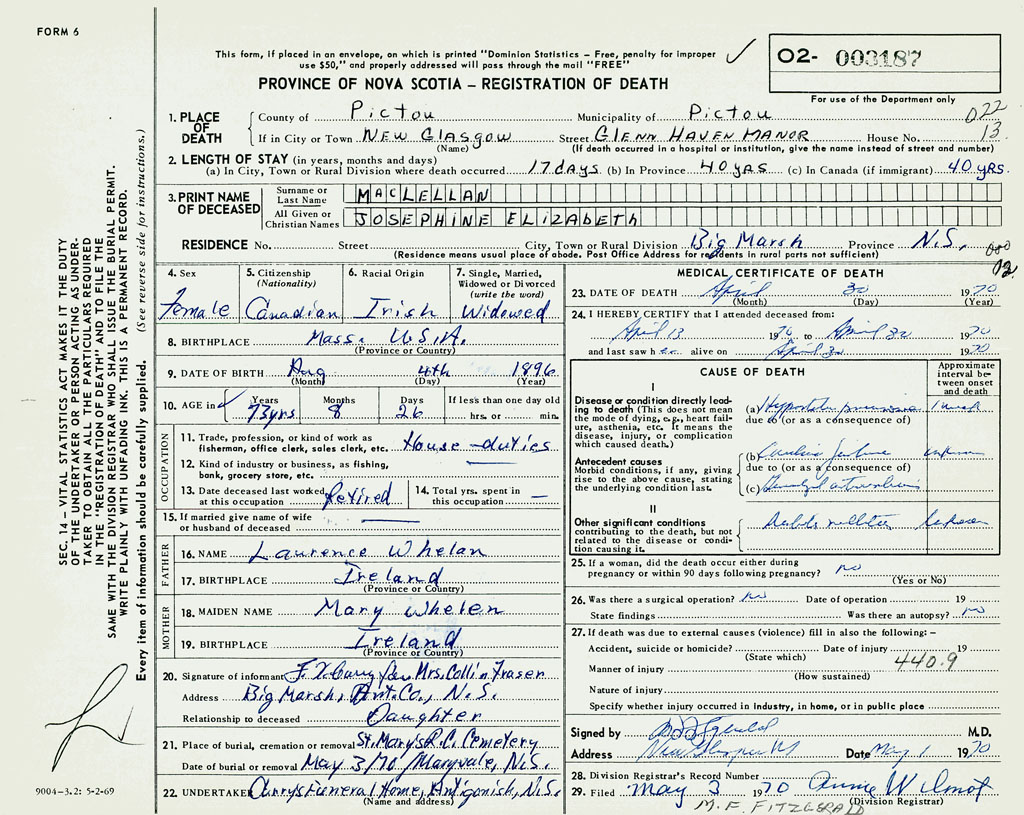 FORM 6
This form, if placed in an envelope, on which is printed "Dominion Statistics – Free, penalty for improper
use $50," and properly addressed will pass through the mail "FREE"
02- 003187
For use of the Department only
PROVINCE OF NOVA SCOTIA – REGISTRATION OF DEATH
022
13
1. PLACE OF DEATH
County of Pictou Municipality of Pictou
If in City or Town New Glasgow Street Glenn Haven Manor House No.
(Name) (If death occurred in a hospital or institution, give the name instead of street and number)
2. LENGTH OF STAY (in years, months and days)
(a) In City, Town or Rural Division where death occurred 17 days (b) In Province 40 yrs (c) In Canada (if immigrant) 40 yrs.
3. PRINT NAME OF DECEASED
Surname or Last Name MACLELLAN
All Given or Christian Names JOSEPHINE ELIZABETH
RESIDENCE No. Street City, Town or Rural Division Big Marsh Province N.S.
(Residence means usual place of abode. Post Office Address for residents in rural parts not sufficient)
4. Sex Female
5. Citizenship (Nationality) Canadian
6. Racial Origin Irish
7. Single, Married, Widowed or Divorced (write the word) Widowed
8. BIRTHPLACE Mass. U.S.A.
(Province or Country)
9. DATE OF BIRTH Aug 4th 1896
(Month) (Day) (Year)
10. AGE in Years 73yrs Months 8 Days 26 If less than one day old hrs. or min.
OCCUPATION
11. Trade, profession, or kind of work as fisherman, office clerk, sales clerk, etc. House-duties
12. Kind of industry or business, as fishing, bank, grocery store, etc.
13. Date deceased last worked at this occupation Retired
14. Total yrs. spent in this occupation –
15. If married give name of wife or husband of deceased
FATHER
16. NAME Laurence Whelan
17. BIRTHPLACE Ireland
(Province or Country)
MOTHER
18. MAIDEN NAME Mary Whelen
19. BIRTHPLACE Ireland
(Province or Country)
20. Signature of informant Mrs. Collin Fraser
Address Big Marsh, Ant. Co., N.S.
Relationship to deceased Daughter
21. Place of burial, cremation or removal St. Mary's R.C. Cemetery
Date of burial or removal May 3/70 Maryvale, N.S.
22. UNDERTAKER Curry's Funeral Home, Antigonish, N.S.
(Name and address)
MEDICAL CERTIFICATE OF DEATH
23. DATE OF DEATH April 30 1970
(Month) (Day) (Year)
24. I HEREBY CERTIFY that I attended deceased from:
April 13 1970 to April 30 1970
and last saw her alive on April 30 1970
CAUSE OF DEATH
Approximate interval between onset and death
I
Disease or condition directly leading to death (This does not mean the mode of dying, e.g., heart failure, asthenia, etc. It means the disease, injury, or complication which caused death.)
(a) Hypostatic pneumonia 1 week
due to (or as a consequence of)
Antecedent causes
Morbid conditions, if any, giving rise to the above cause, stating the underlying condition last.
(b) Cardiac failure unknown
due to (or as a consequence of)
(c)
II
Other significant conditions contributing to the death, but not related to the disease or condition causing it.
25. If a woman, did the death occur either during pregnancy or within 90 days following pregnancy? no
(Yes or No)
26. Was there a surgical operation? no Date of operation 19
State findings Was there an autopsy? no
27. If death was due to external causes (violence) fill in also the following: –
Accident, suicide or homicide? Date of injury 19
(State which)
440.9
Manner of injury
(How sustained)
Nature of injury
Specify whether injury occurred in industry, in home, or in public place
Signed by M.D.
Address New Glasgow Date May 1 1970
28. Division Registrar's Record Number
29. Filed May 3 1970 Annie Wilmot
(Division Registrar)
M. F. FITZGERALD
SEC. 14 – VITAL STATISTICS ACT MAKES IT THE DUTY
OF THE UNDERTAKER OR PERSON ACTING AS UNDERTAKER TO OBTAIN ALL THE PARTICULARS REQUIRED
IN THE "REGISTRATION OF DEATH" AND TO FILE THE
SAME WITH THE DIVISION REGISTRAR WHO SHALL ISSUE THE BURIAL PERMIT.
WRITE PLAINLY WITH UNFADING INK. THIS IS A PERMANENT RECORD.
Every item of information should be carefully supplied. (See reverse side for instructions.)
9004–3.2: 5-2-69